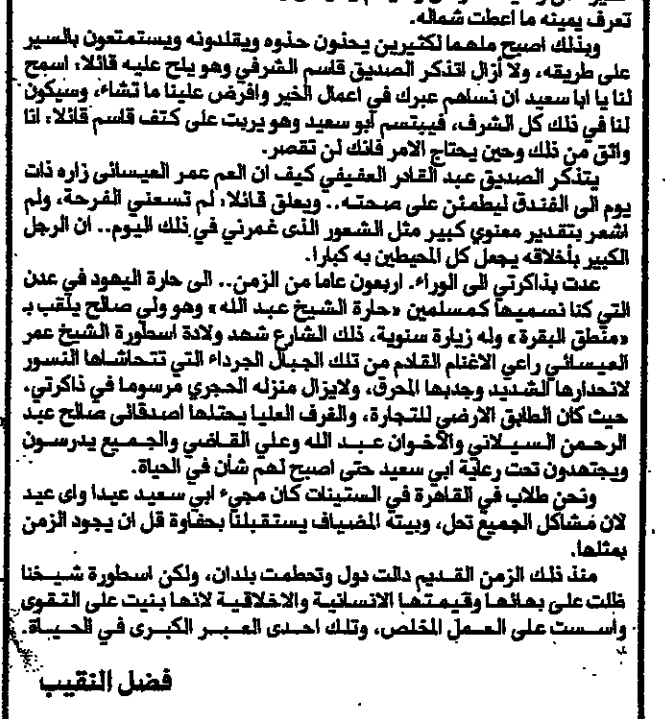 تعرف يمينه ما اعطت شماله.
وبذلك اصبح ملهما لكثيرين يحذون حذوه ويقلدونه ويستمتعون بالسير
على طريقه، ولا أزال اتذكر الصديق قاسم الشرفي وهو يلح عليه قائلا: اسمح
لنا يا ابا سعيد ان نساهم عبرك في اعمال الخير وافرض علينا ما تشاء، وسيكون
لنا في ذلك كل الشرف، فيبتسم أبو سعيد وهو يربت على كتف قاسم قائلا: انا
واثق من ذلك وحين يحتاج الامر فانك لن تقصر.
يتذكر الصديق عبد القادر العفيفي كيف ان العم عمر العيسائي زاره ذات
يوم الى الفندق ليطمئن على صحته.. ويعلق قائلا: لم تسعني الفرحة، ولم
اشعر بتقدير معنوي كبير مثل الشعور الذى غمرني في ذلك اليوم.. ان الرجل
الكبير بأخلاقه يجعل كل المحيطين به كبارا.
عدت بذاكرتي الى الوراء. اربعون عاما من الزمن.. الى حارة اليهود في عدن
التي كنا نسميها كمسلمين «حارة الشيخ عبد الله» وهو ولي صالح يلقب بـ
«منطق البقرة» وله زيارة سنوية، ذلك الشارع شهد ولادة اسطورة الشيخ عمر
العيسائي راعي الاغنام القادم من تلك الجبال الجرداء التي تتحاشاها النسور
لانحدارها الشديد وجدبها المحرق، ولايزال منزله الحجري مرسوما في ذاكرتي.
حيث كان الطابق الارضي للتجارة، والغرف العليا يحتلها اصدقائى صالح عبد
الرحمن السيلاني والأخوان عبد الله وعلي القاضي والجميع يدرسون
ويجتهدون تحت رعاية ابي سعيد حتى اصبح لهم شأن في الحياة.
ونحن طلاب في القاهرة في الستينات كان مجيء ابي سعيد عيدا واى عيد
لان مشاكل الجميع تحل، وبيته المضياف يستقبلنا بحفاوة قل ان يجود الزمن
بمثلها.
منذ ذلك الزمن القديم دالت دول وتحطمت بلدان، ولكن اسطورة شيخنا
ظلت على بهائها وقيمتها الانسانية والاخلاقية لانها بنيت على التقوى
وأسست على العمل المخلص، وتلك احدى العبر الكبرى في الحياة.
فضل النقيب